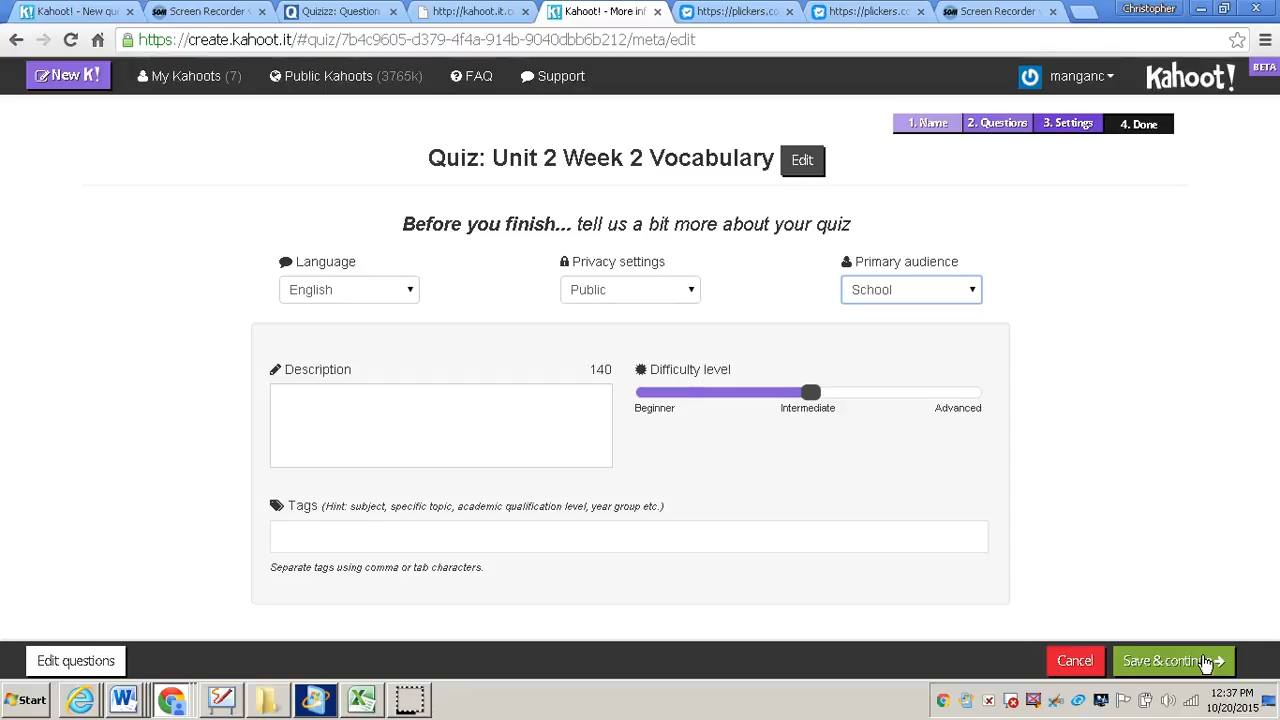 Kahoot! - New qu
Screen Recorder
Quizizz: Question
http://kahoot.it.c
Kahoot! - More inf
https://plickers.co
https://plickers.co
Screen Recorder
Christopher
https://create.kahoot.it/#quiz/7b4c9605-d379-4f4a-914b-9040dbb6b212/meta/edit
New K!
My Kahoots (7)
Public Kahoots (3765k)
FAQ
Support
manganc
Kahoot!
BETA
1. Name
2. Questions
3. Settings
4. Done
Quiz: Unit 2 Week 2 Vocabulary
Edit
Before you finish... tell us a bit more about your quiz
Language
Privacy settings
Primary audience
English
Public
School
Description
140
Difficulty level
Beginner
Intermediate
Advanced
Tags (Hint: subject, specific topic, academic qualification level, year group etc.)
Separate tags using comma or tab characters.
Edit questions
Cancel
Save & continu
Start
12:37 PM
10/20/2015